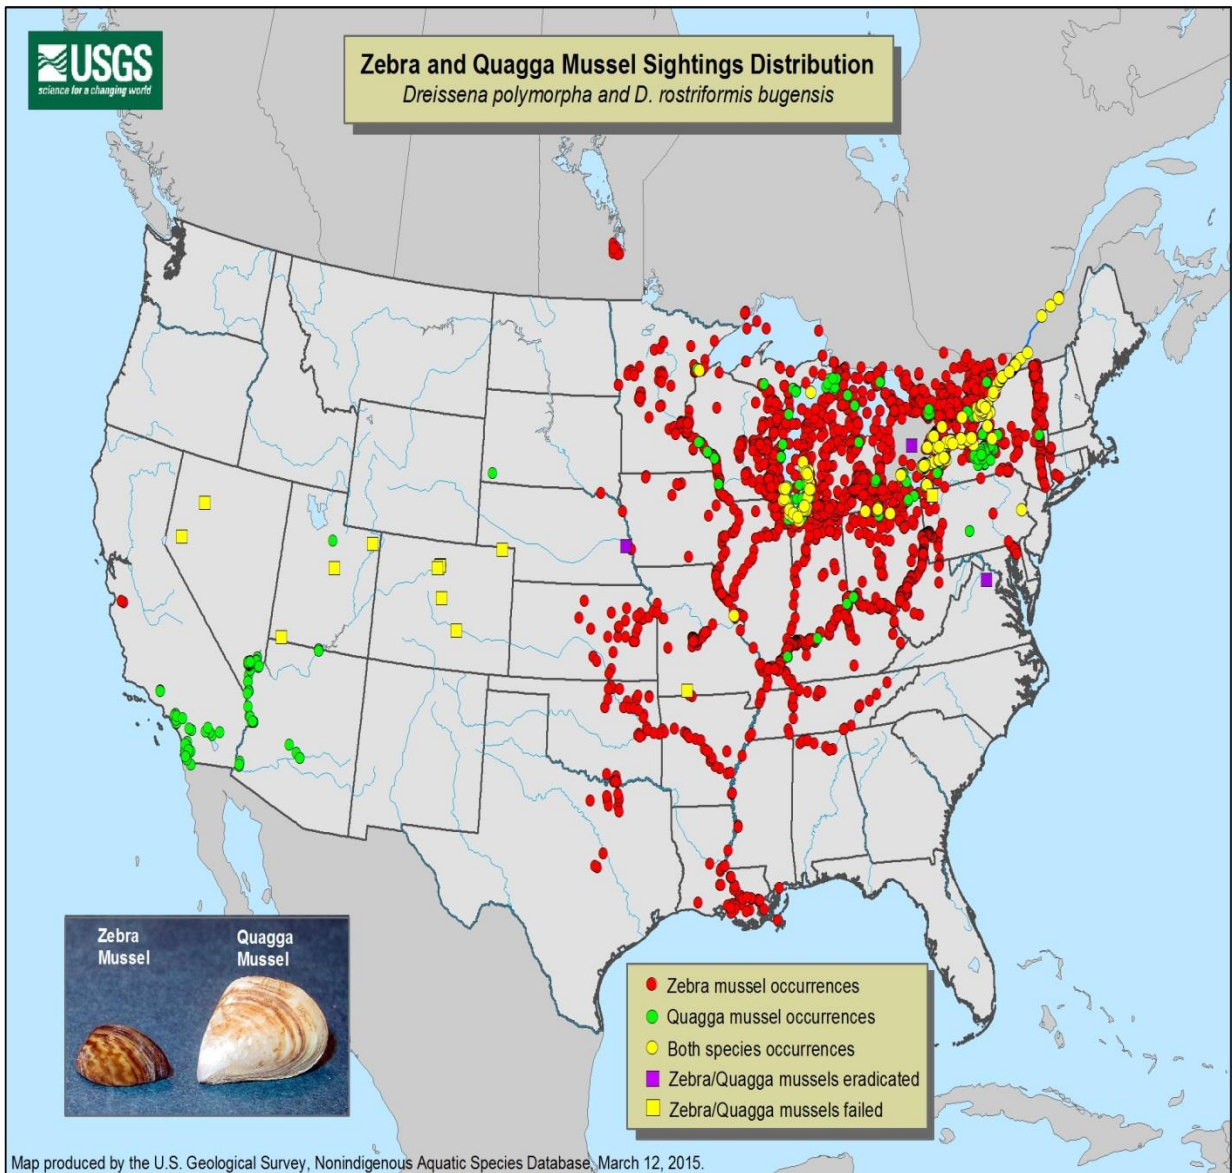 USGS
science for a changing world
Zebra and Quagga Mussel Sightings Distribution
Dreissena polymorpha and D. rostriformis bugensis
Zebra
Mussel
Quagga
Mussel
Zebra mussel occurrences
Quagga mussel occurrences
Both species occurrences
Zebra/Quagga mussels eradicated
Zebra/Quagga mussels failed
Map produced by the U.S. Geological Survey, Nonindigenous Aquatic Species Database, March 12, 2015.